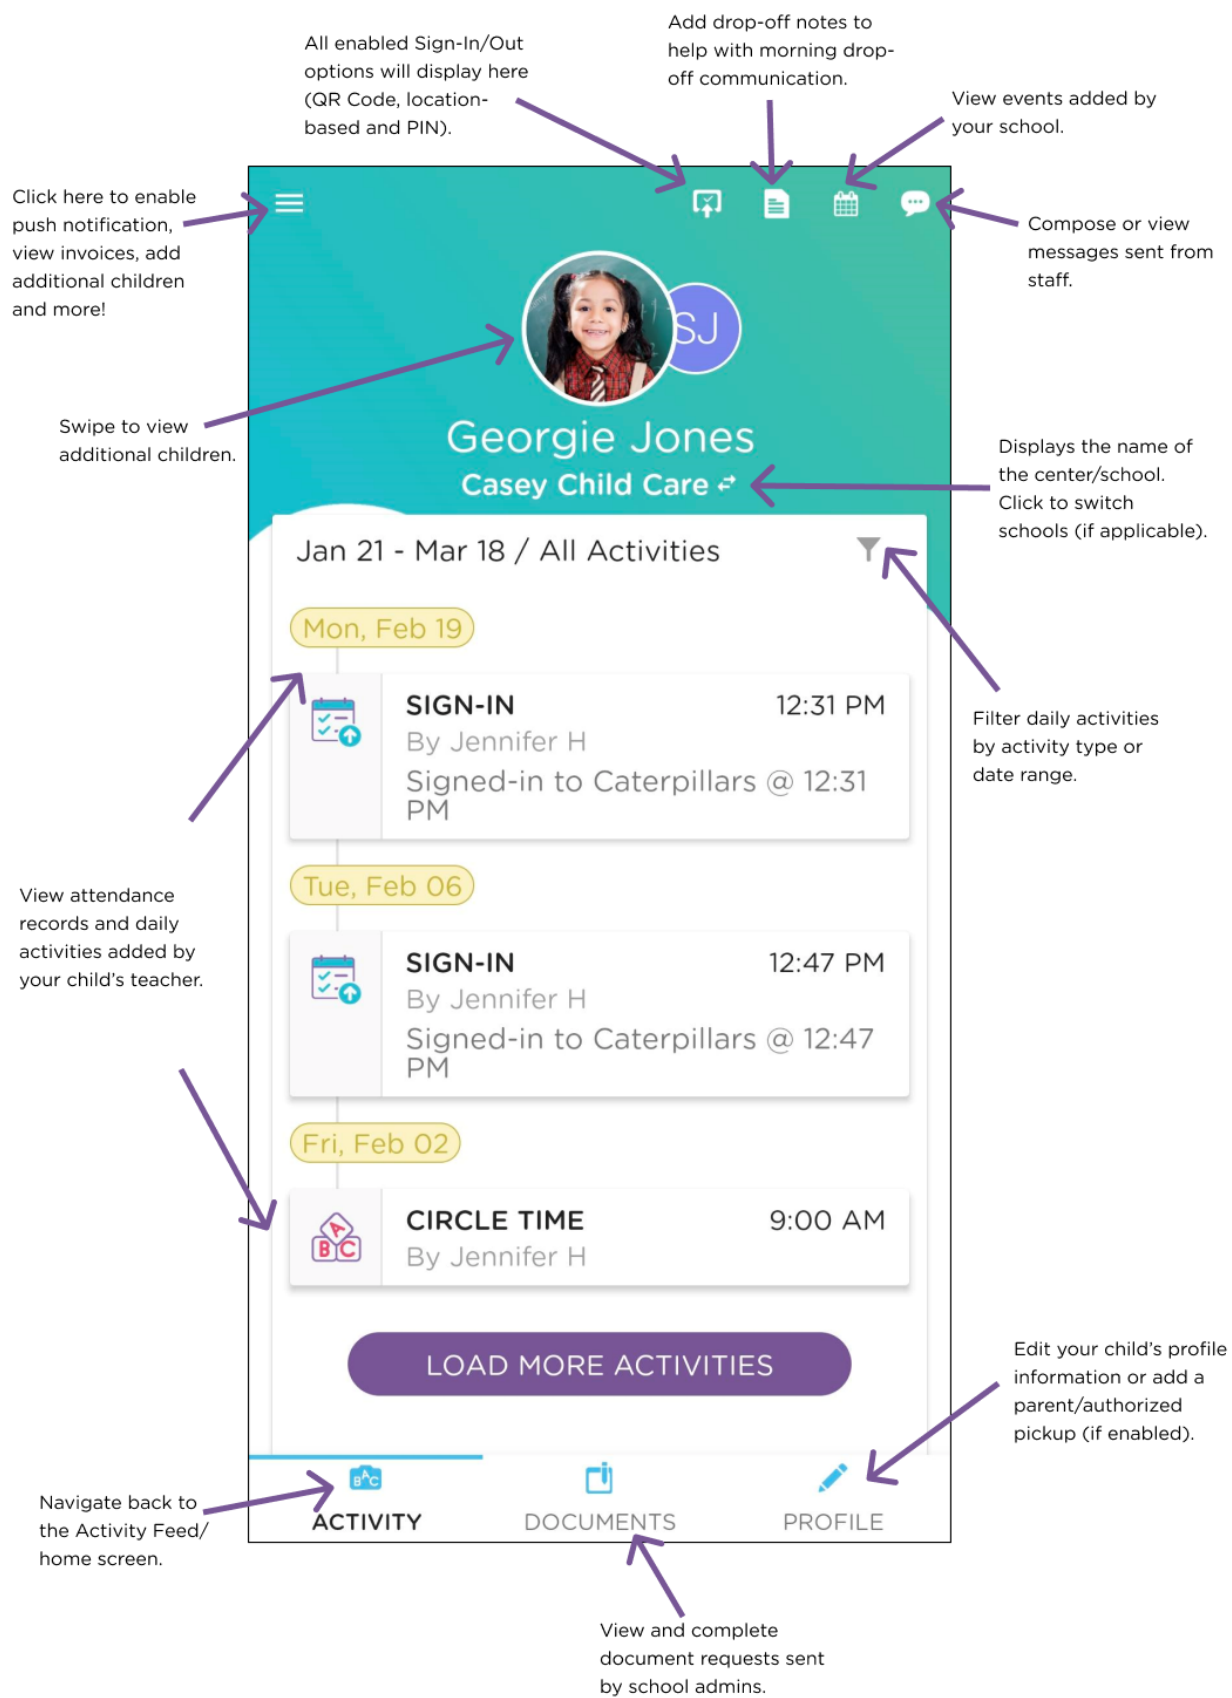 All enabled Sign-In/Out
options will display here
(QR Code, location-
based and PIN).
Add drop-off notes to
help with morning drop-
off communication.
View events added by
your school.
Click here to enable
push notification,
view invoices, add
additional children
and more!
Compose or view
messages sent from
staff.
SJ
Swipe to view
additional children.
Georgie Jones
Casey Child Care
Displays the name of
the center/school.
Click to switch
schools (if applicable).
Jan 21 - Mar 18 / All Activities
Mon, Feb 19
SIGN-IN 12:31 PM
By Jennifer H
Signed-in to Caterpillars @ 12:31
PM
Filter daily activities
by activity type or
date range.
Tue, Feb 06
View attendance
records and daily
activities added by
your child's teacher.
SIGN-IN 12:47 PM
By Jennifer H
Signed-in to Caterpillars @ 12:47
PM
Fri, Feb 02
A
B C
CIRCLE TIME 9:00 AM
By Jennifer H
LOAD MORE ACTIVITIES
Edit your child's profile
information or add a
parent/authorized
pickup (if enabled).
Navigate back to
the Activity Feed/
home screen.
BAC
ACTIVITY DOCUMENTS PROFILE
View and complete
document requests sent
by school admins.